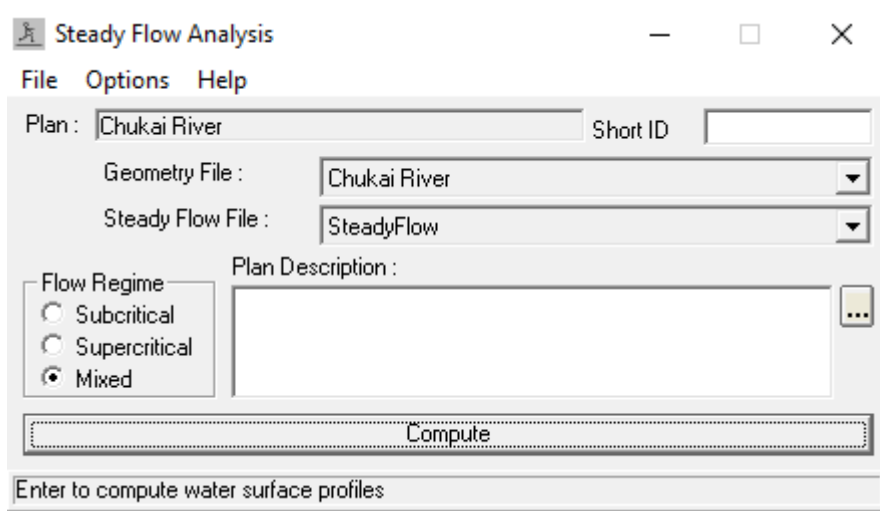 Steady Flow Analysis
File Options Help
Plan : Chukai River Short ID
Geometry File : Chukai River
Steady Flow File : SteadyFlow
Plan Description :
Flow Regime
Subcritical
Supercritical
Mixed
...
Compute
Enter to compute water surface profiles